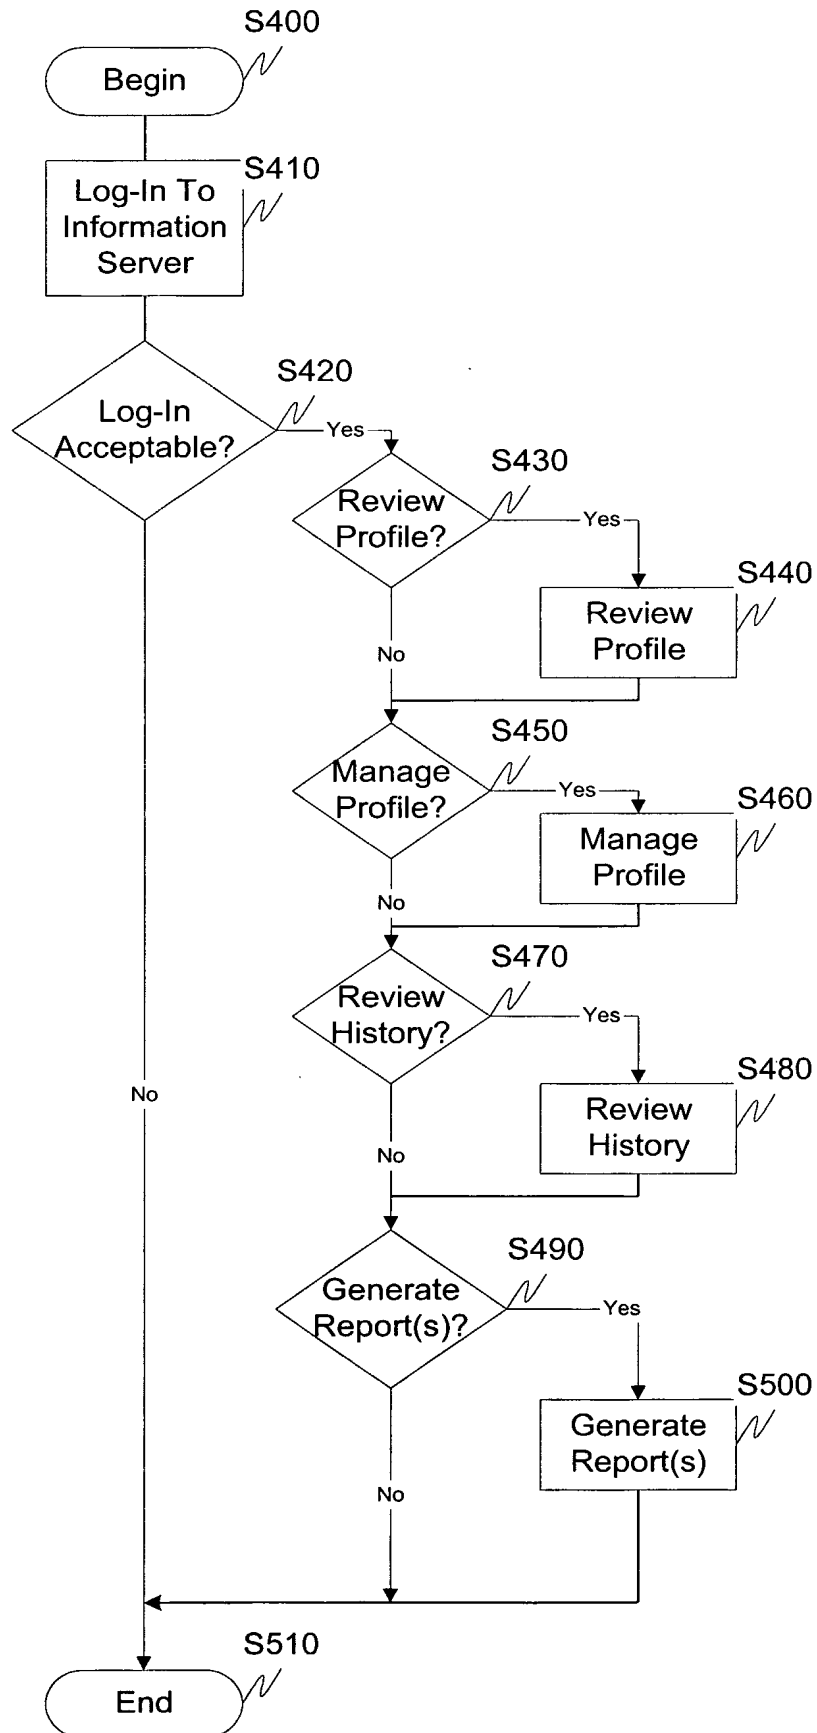 S400
Begin
S410
Log-In To
Information
Server
S420
Log-In
Acceptable?
Yes
S430
Review
Profile?
Yes
S440
Review
Profile
No
S450
Manage
Profile?
Yes
S460
Manage
Profile
No
S470
Review
History?
Yes
S480
Review
History
No
No
S490
Generate
Report(s)?
Yes
S500
Generate
Report(s)
No
S510
End